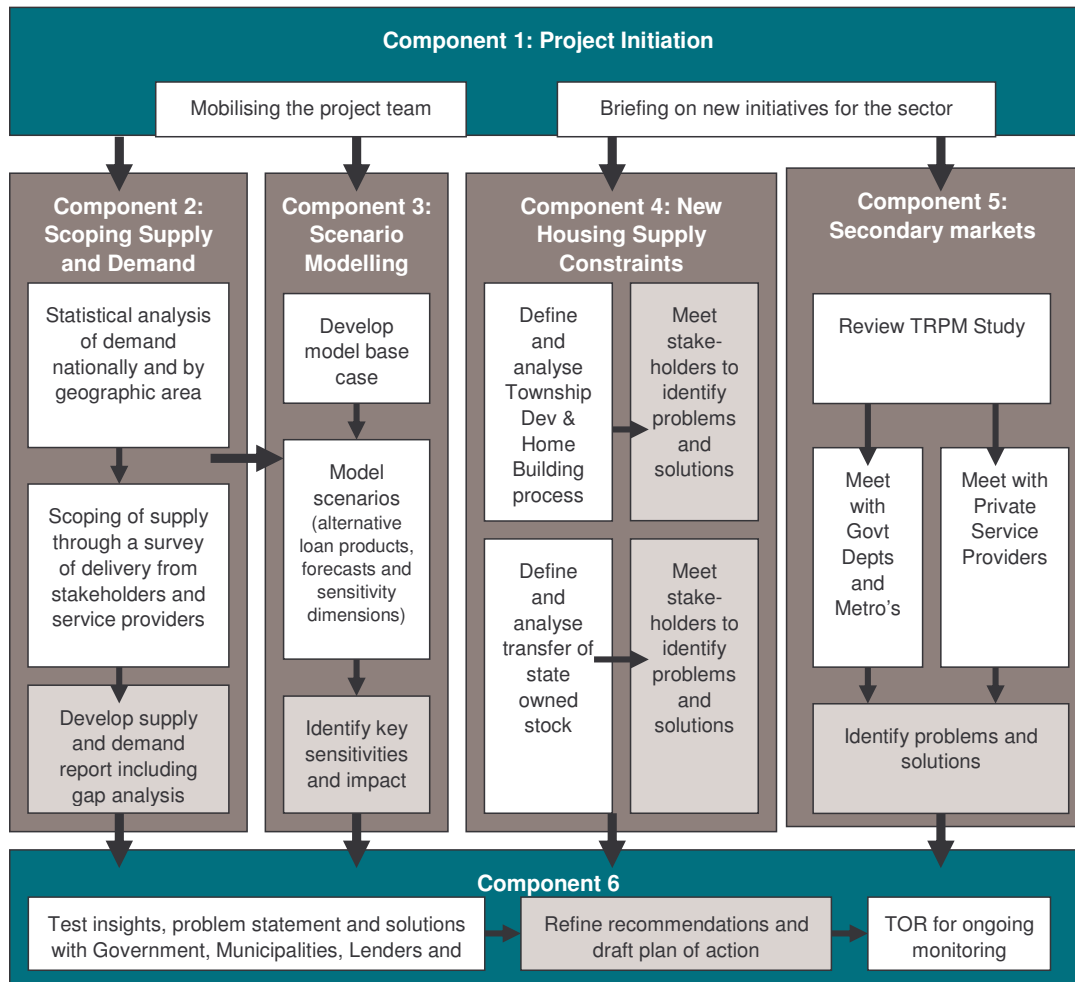 Component 1: Project Initiation
Mobilising the project team
Briefing on new initiatives for the sector
Component 2:
Scoping Supply
and Demand
Statistical analysis
of demand
nationally and by
geographic area
Scoping of supply
through a survey
of delivery from
stakeholders and
service providers
Develop supply
and demand
report including
gap analysis
Component 3:
Scenario
Modelling
Develop
model base
case
Model
scenarios
(alternative
loan products,
forecasts and
sensitivity
dimensions)
Identify key
sensitivities
and impact
Component 4: New
Housing Supply
Constraints
Define
and
analyse
Township
Dev &
Home
Building
process
Meet
stake-
holders to
identify
problems
and
solutions
Define
and
analyse
transfer of
state
owned
stock
Meet
stake-
holders to
identify
problems
and
solutions
Component 5:
Secondary markets
Review TRPM Study
Meet
with
Govt
Depts
and
Metro's
Meet with
Private
Service
Providers
Identify problems and
solutions
Component 6
Test insights, problem statement and solutions
with Government, Municipalities, Lenders and
Refine recommendations and
draft plan of action
TOR for ongoing
monitoring